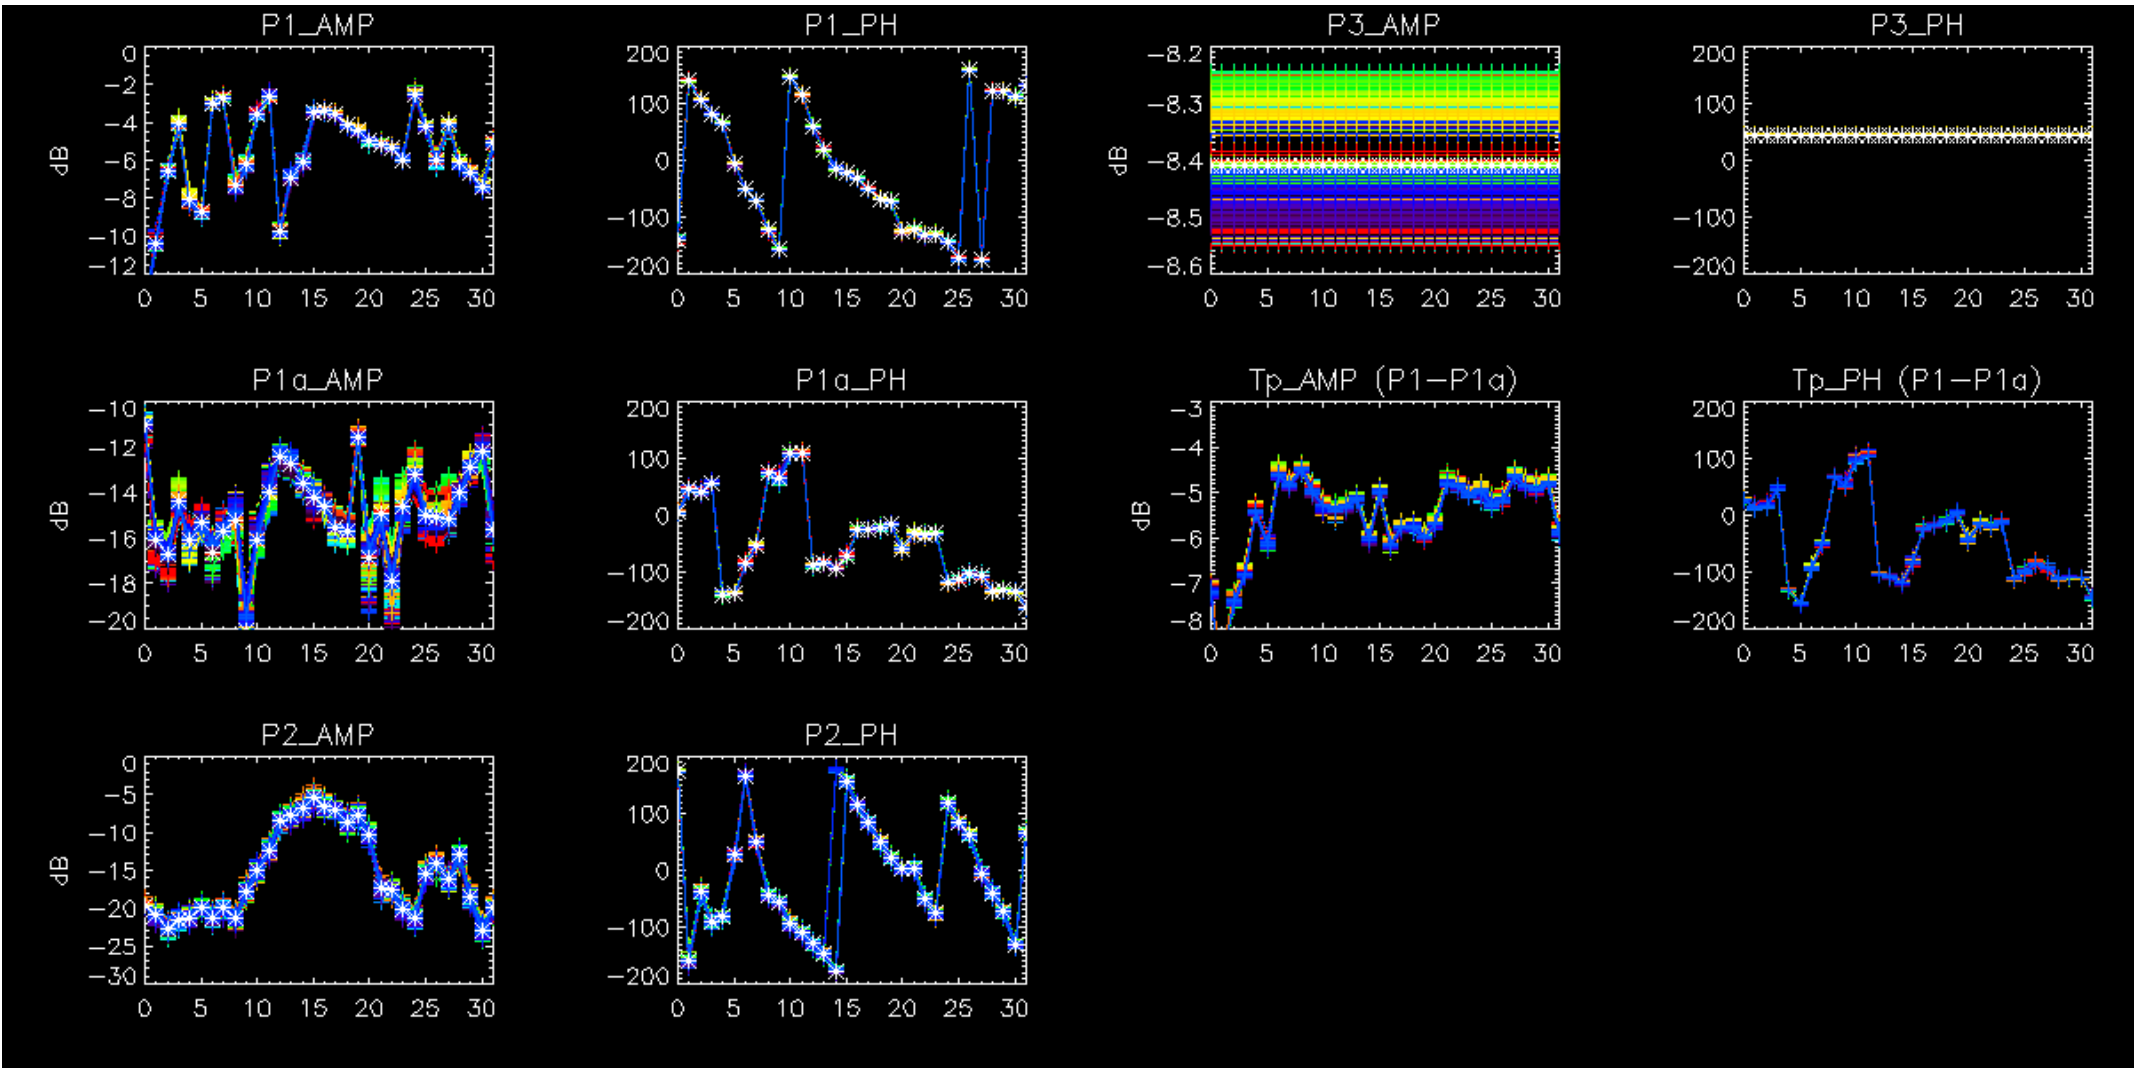 P1_AMP
dB
0
−2
−4
−6
−8
−10
−12
0 5 10 15 20 25 30
P1_PH
200
100
0
−100
−200
0 5 10 15 20 25 30
P3_AMP
dB
−8.2
−8.3
−8.4
−8.5
−8.6
0 5 10 15 20 25 30
P3_PH
200
100
0
−100
−200
0 5 10 15 20 25 30
P1a_AMP
dB
−10
−12
−14
−16
−18
−20
0 5 10 15 20 25 30
P1a_PH
200
100
0
−100
−200
0 5 10 15 20 25 30
Tp_AMP (P1−P1a)
dB
−3
−4
−5
−6
−7
−8
0 5 10 15 20 25 30
Tp_PH (P1−P1a)
200
100
0
−100
−200
0 5 10 15 20 25 30
P2_AMP
dB
0
−5
−10
−15
−20
−25
−30
0 5 10 15 20 25 30
P2_PH
200
100
0
−100
−200
0 5 10 15 20 25 30